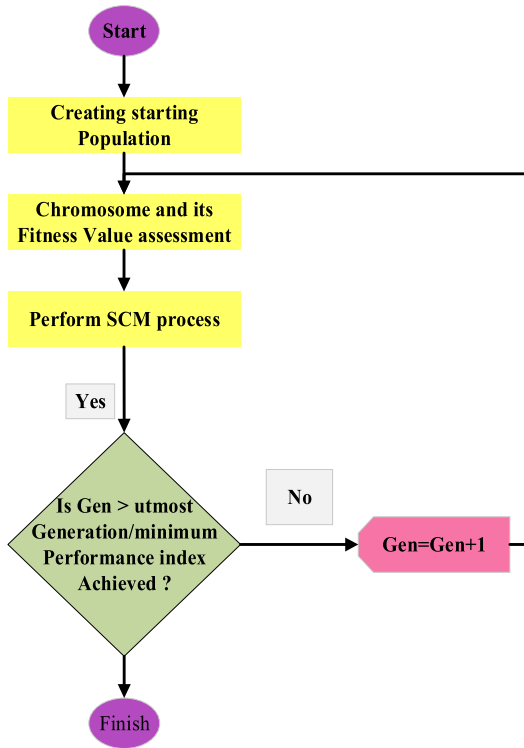 Start
Creating starting
Population
Chromosome and its
Fitness Value assessment
Perform SCM process
Yes
Is Gen > utmost
Generation/minimum
Performance index
Achieved ?
No
Gen=Gen+1
Finish